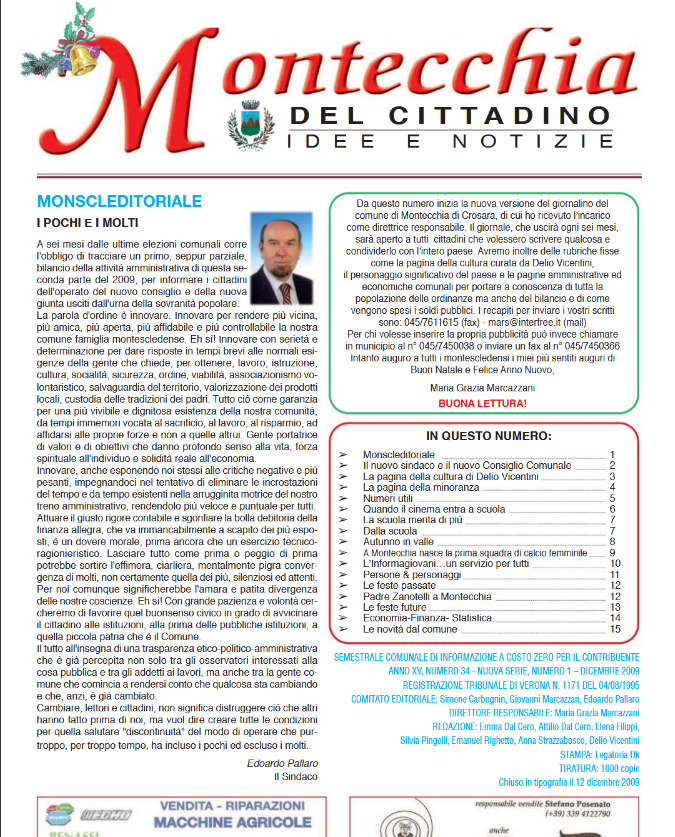 Montecchia
DEL CITTADINO
IDEE E NOTIZIE
MONSCLEDITORIALE
I POCHI E I MOLTI
A sei mesi dalle ultime elezioni comunali corre
l'obbligo di tracciare un primo, seppur parziale,
bilancio della attività amministrativa di questa se-
conda parte del 2009, per informare i cittadini
dell'operato del nuovo consiglio e della nuova
giunta usciti dall'urna della sovranità popolare.
La parola d'ordine è innovare. Innovare per rendere più vicina,
più amica, più aperta, più affidabile e più controllabile la nostra
comune famiglia montescledense. Eh si! Innovare con serietà e
determinazione per dare risposte in tempi brevi alle normali esi-
genze della gente che chiede, per ottenere, lavoro, istruzione,
cultura, socialità, sicurezza, ordine, viabilità, associazionismo vo-
lontaristico, salvaguardia del territorio, valorizzazione dei prodotti
locali, custodia delle tradizioni dei padri. Tutto ció come garanzia
per una più vivibile e dignitosa esistenza della nostra comunità,
da tempi immemori vocata al sacrificio, al lavoro, al risparmio, ad
affidarsi alle proprie forze e non a quelle altrui. Gente portatrice
di valori e di obiettivi che danno profondo senso alla vita, forza
spirituale all'individuo e solidità reale all'economia.
Innovare, anche esponendo noi stessi alle critiche negative e più
pesanti, impegnandoci nel tentativo di eliminare le incrostazioni
del tempo e da tempo esistenti nella arrugginita motrice del nostro
treno amministrativo, rendendolo più veloce e puntuale per tutti.
Attuare il giusto rigore contabile e sgonfiare la bolla debitoria della
finanza allegra, che va immancabilmente a scapito dei più espo-
sti, é un dovere morale, prima ancora che un esercizio tecnico-
ragionieristico. Lasciare tutto come prima o peggio di prima
potrebbe sortire l'effimera, ciarliera, mentalmente pigra conver-
genza di molti, non certamente quella dei più, silenziosi ed attenti.
Per noi comunque significherebbe l'amara e patita divergenza
delle nostre coscienze. Eh si! Con grande pazienza e volontà cer-
cheremo di favorire quel buonsenso civico in grado di avvicinare
il cittadino alle istituzioni, alla prima delle pubbliche istituzioni, a
quella piccola patria che è il Comune.
Il tutto all'insegna di una trasparenza etico-politico-amministrativa
che è già percepita non solo tra gli osservatori interessati alla
cosa pubblica e tra gli addetti ai lavori, ma anche tra la gente co-
mune che comincia a rendersi conto che qualcosa sta cambiando
e che, anzi, è già cambiato.
Cambiare, lettori e cittadini, non significa distruggere ció che altri
hanno fatto prima di noi, ma vuol dire creare tutte le condizioni
per quella salutare "discontinuità" del modo di operare che pur-
troppo, per troppo tempo, ha incluso i pochi ed escluso i molti.
Edoardo Pallaro
Il Sindaco
Da questo numero inizia la nuova versione del giornalino del
comune di Montecchia di Crosara, di cui ho ricevuto l'incarico
come direttrice responsabile. Il giornale, che uscirà ogni sei mesi,
sarà aperto a tutti cittadini che volessero scrivere qualcosa e
condividerlo con l'intero paese. Avremo inoltre delle rubriche fisse
come la pagina della cultura curata da Delio Vicentini,
il personaggio significativo del paese e le pagine amministrative ed
economiche comunali per portare a conoscenza di tutta la
popolazione delle ordinanze ma anche del bilancio e di come
vengono spesi i soldi pubblici. I recapiti per inviare i vostri scritti
sono: 045/7611615 (fax) - mars@interfree.it (mail)
Per chi volesse inserire la propria pubblicità può invece chiamare
in municipio al n° 045/7450038 o inviare un fax al n° 045/7450366
Intanto auguro a tutti i montescledensi i miei più sentiti auguri di
Buon Natale e Felice Anno Nuovo,
Maria Grazia Marcazzani
BUONA LETTURA!
IN QUESTO NUMERO:
➢ Monscleditoriale 1
➢ Il nuovo sindaco e il nuovo Consiglio Comunale 2
➢ La pagina della cultura di Delio Vicentini 3
➢ La pagina della minoranza 4
➢ Numeri utili 5
➢ Quando il cinema entra a scuola 6
➢ La scuola merita di più 7
➢ Dalla scuola 7
➢ Autunno in valle 8
➢ A Montecchia nasce la prima squadra di calcio femminile 9
➢ L'Informagiovani…un servizio per tutti 10
➢ Persone & personaggi 11
➢ Le feste passate 12
➢ Padre Zanotelli a Montecchia 12
➢ Le feste future 13
➢ Economia-Finanza- Statistica 14
➢ Le novità dal comune 15
SEMESTRALE COMUNALE DI INFORMAZIONE A COSTO ZERO PER IL CONTRIBUENTE
ANNO XV, NUMERO 34 - NUOVA SERIE, NUMERO 1 – DICEMBRE 2009
REGISTRAZIONE TRIBUNALE DI VERONA N. 1171 DEL 04/08/1995
COMITATO EDITORIALE: Simone Carbognin, Giovanni Marcazzan, Edoardo Pallaro
DIRETTORE RESPONSABILE: Maria Grazia Marcazzani
REDAZIONE: Emma Dal Cero, Attilio Dal Cero, Elena Filippi,
Silvia Pingelli, Emanuel Righetto, Anna Strazzabosco, Delio Vicentini
STAMPA: Legatoria Dk
TIRATURA: 1800 copie
Chiuso in tipografia il 12 dicembre 2009
VENDITA - RIPARAZIONI
MACCHINE AGRICOLE
BENASSI
responsabile vendite Stefano Posenato
(+39) 339 4122790
anche